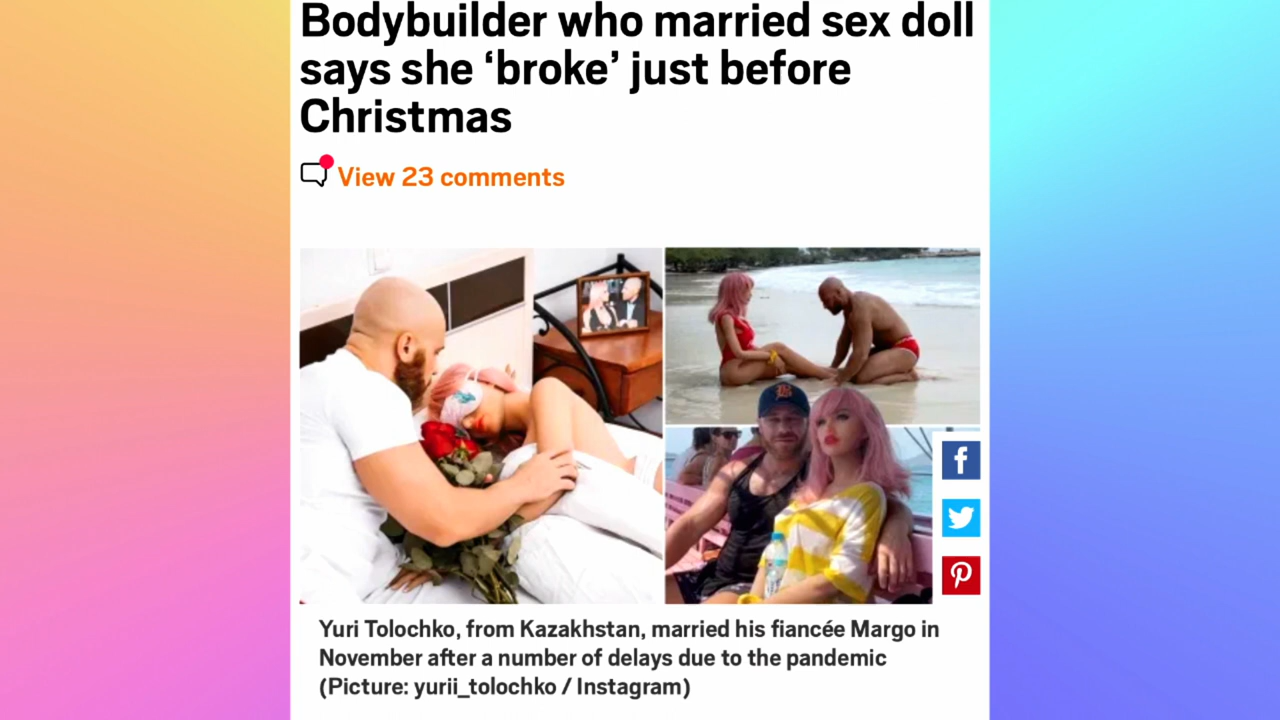 Bodybuilder who married sex doll
says she ‘broke’ just before
Christmas
View 23 comments
Yuri Tolochko, from Kazakhstan, married his fiancée Margo in
November after a number of delays due to the pandemic
(Picture: yurii_tolochko / Instagram)